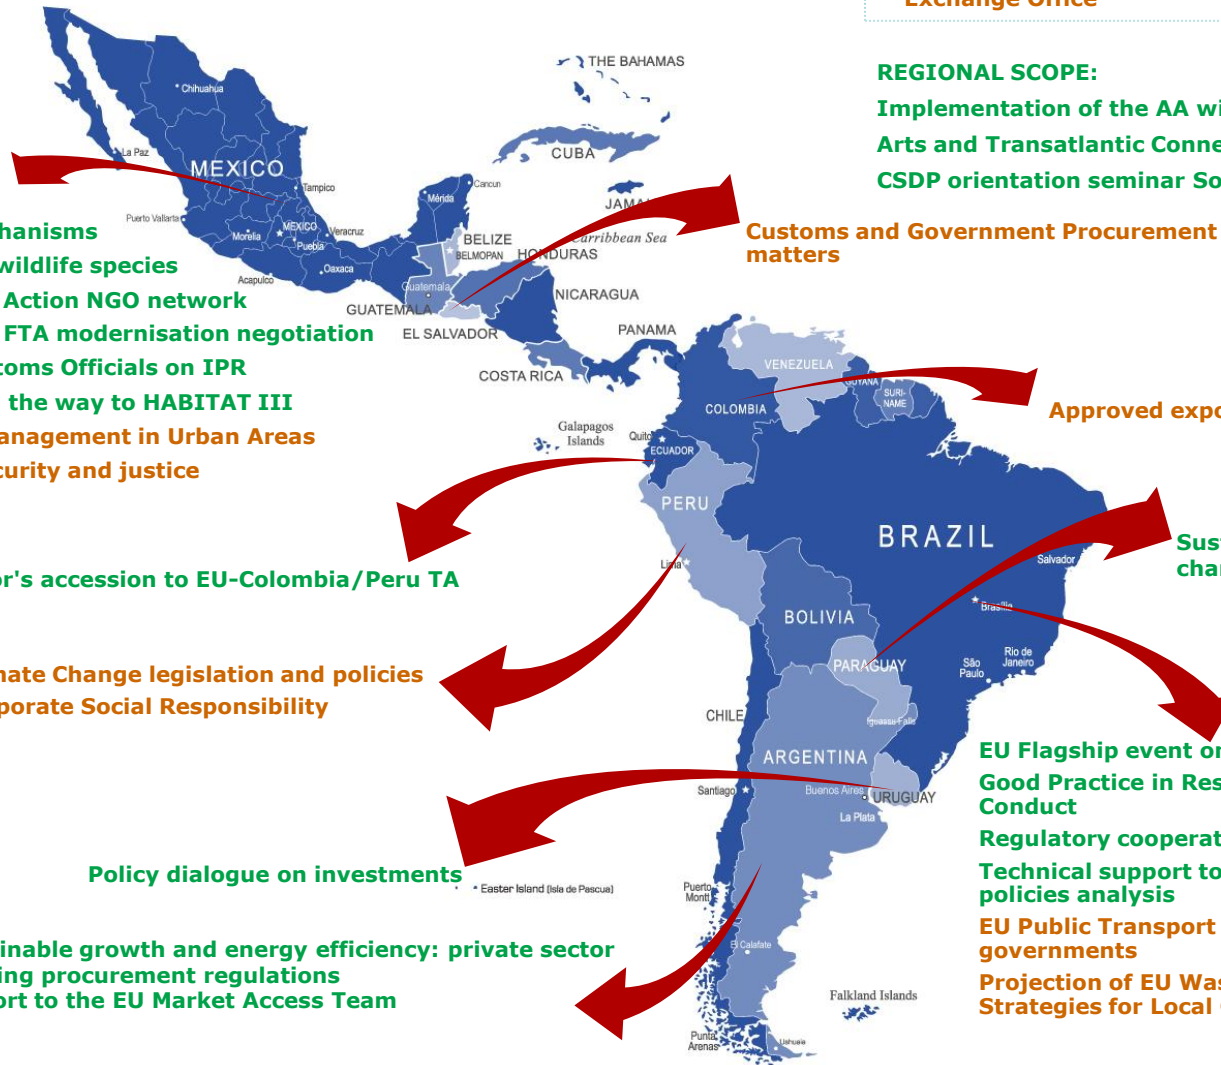 Exchange Office
THE BAHAMAS
REGIONAL SCOPE:
Chihuahua
Implementation of the AA wi
La Paz
CUBA
Arts and Transatlantic Conne
MEXICO
Cancun
CSDP orientation seminar So
Tampico
Mérida
JAMAI
Puerto Vallarta
MEXICO
Veracruz
Morelia
Puebla
BELIZE
Carribbean Sea
Customs and Government Procurement
matters
chanisms
BELMOPAN
HONDURAS
wildlife species
Oaxaca
Acapulco
Guatemala
NICARAGUA
Action NGO network
GUATEMALA
FTA modernisation negotiation
EL SALVADOR
PANAMA
toms Officials on IPR
COSTA RICA
VENEZUELA
the way to HABITAT III
GUYANA
SURI-
NAME
anagement in Urban Areas
COLOMBIA
Approved expo
curity and justice
Galapagos
Islands
Quito
ECUADOR
PERU
BRAZIL
Sust
chan
Salvador
Lima
or's accession to EU-Colombia/Peru TA
Brasilia
BOLIVIA
nate Change legislation and policies
PARAGUAY
São
Paulo
Rio de
Janeiro
porate Social Responsibility
CHILE
Iguassu Falls
ARGENTINA
EU Flagship event on
Good Practice in Res
Conduct
Santiago
Buenos Aires
URUGUAY
La Plata
Regulatory cooperat
Policy dialogue on investments
Easter Island (Isla de Pascua)
Puerto
Montt
Technical support to
policies analysis
EU Public Transport
governments
inable growth and energy efficiency: private sector
El Calafate
ing procurement regulations
Projection of EU Was
Strategies for Local
ort to the EU Market Access Team
Falkland Islands
Punta
Arenas
Ushuaia